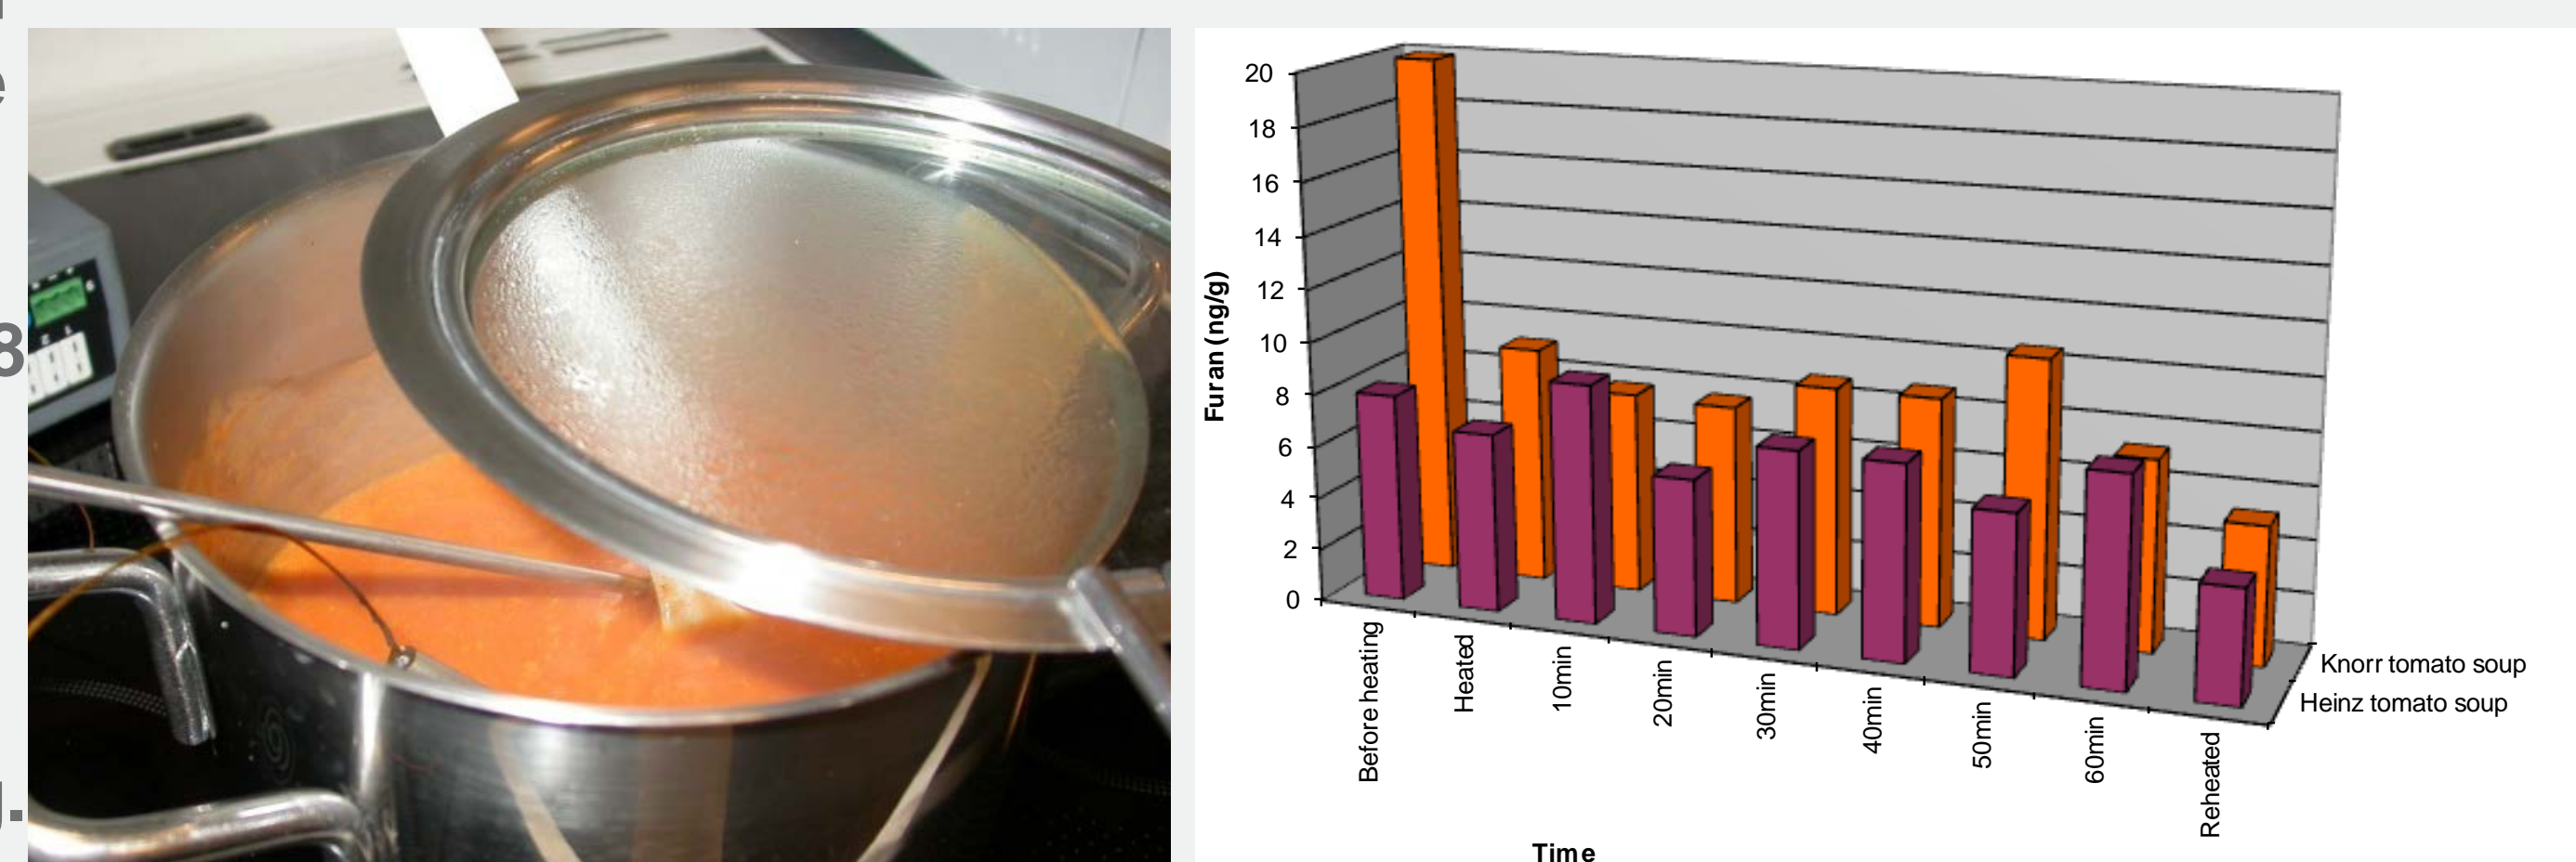 e
8
g.
20
18
16
14
12
10
8
6
4
2
0
Furan (ng/g)
Before heating
Heated
10min
20min
30min
40min
50min
60min
Reheated
Knorr tomato soup
Heinz tomato soup
Time